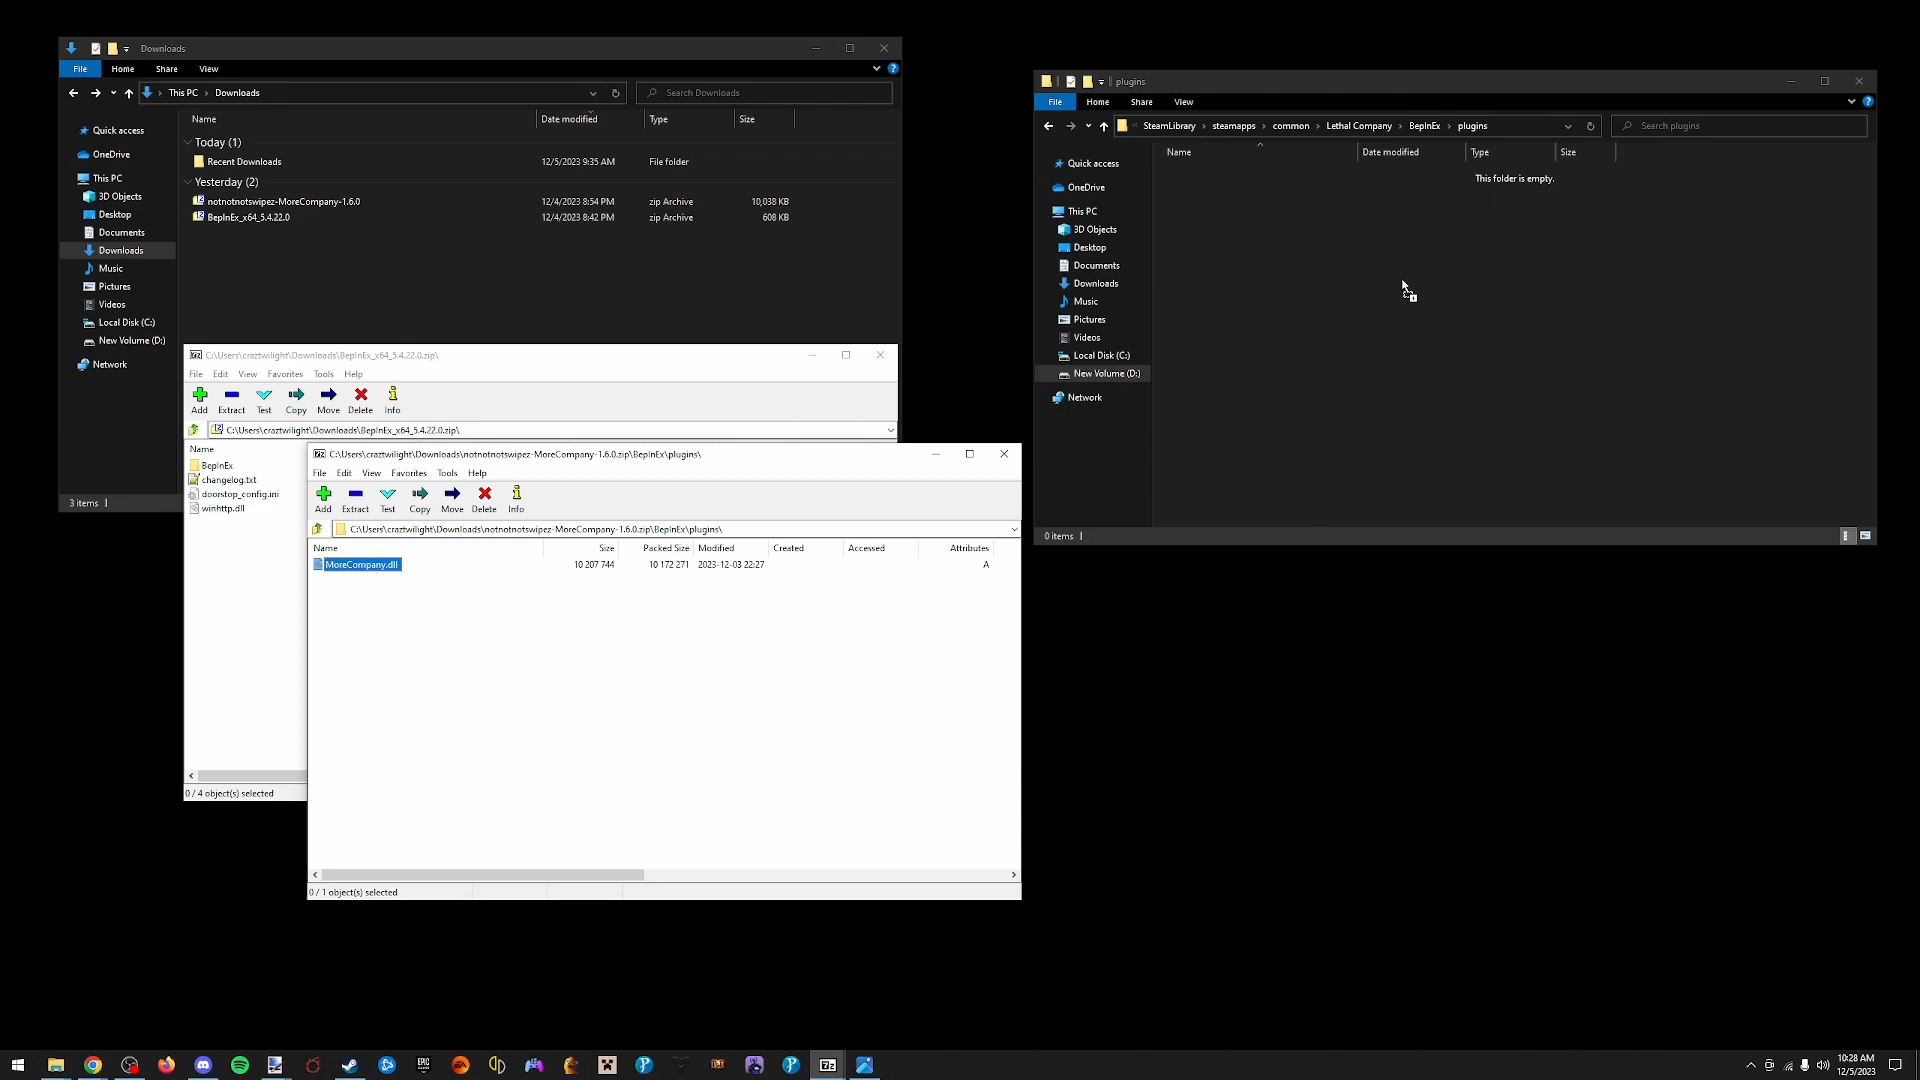 Downloads
File Home Share View
This PC › Downloads
Search Downloads
Name Date modified Type Size
Today (1)
Recent Downloads 12/5/2023 9:35 AM File folder
Yesterday (2)
notnotnotswipez-MoreCompany-1.6.0 12/4/2023 8:54 PM zip Archive 10,038 KB
BepInEx_x64_5.4.22.0 12/4/2023 8:42 PM zip Archive 608 KB
Quick access
OneDrive
This PC
3D Objects
Desktop
Documents
Downloads
Music
Pictures
Videos
Local Disk (C:)
New Volume (D:)
Network
3 items
plugins
File Home Share View
SteamLibrary › steamapps › common › Lethal Company › BepInEx › plugins
Search plugins
Name Date modified Type Size
This folder is empty.
Quick access
OneDrive
This PC
3D Objects
Desktop
Documents
Downloads
Music
Pictures
Videos
Local Disk (C:)
New Volume (D:)
Network
0 items
C:\Users\craztwilight\Downloads\BepInEx_x64_5.4.22.0.zip\
File Edit View Favorites Tools Help
Add Extract Test Copy Move Delete Info
C:\Users\craztwilight\Downloads\BepInEx_x64_5.4.22.0.zip\
Name
BepInEx
changelog.txt
doorstop_config.ini
winhttp.dll
0 / 4 object(s) selected
C:\Users\craztwilight\Downloads\notnotnotswipez-MoreCompany-1.6.0.zip\BepInEx\plugins\
File Edit View Favorites Tools Help
Add Extract Test Copy Move Delete Info
C:\Users\craztwilight\Downloads\notnotnotswipez-MoreCompany-1.6.0.zip\BepInEx\plugins\
Name Size Packed Size Modified Created Accessed Attributes
MoreCompany.dll 10 207 744 10 172 271 2023-12-03 22:27 A
0 / 1 object(s) selected
10:28 AM
12/5/2023